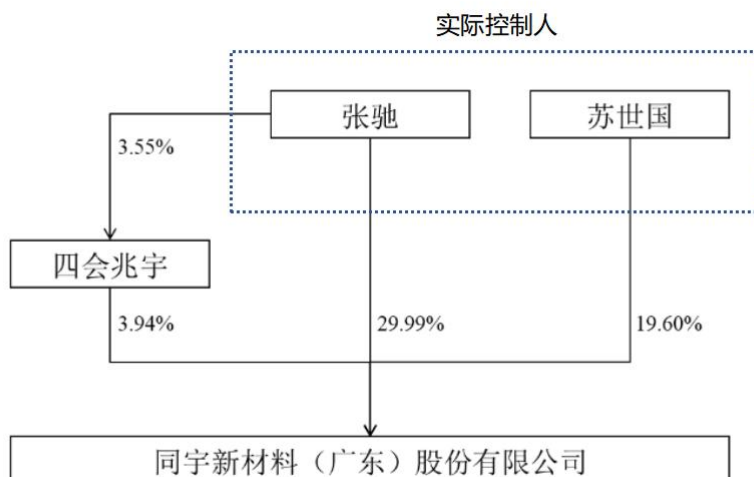 实际控制人
张驰
苏世国
3.55%
四会兆宇
3.94%
29.99%
19.60%
同宇新材料（广东）股份有限公司